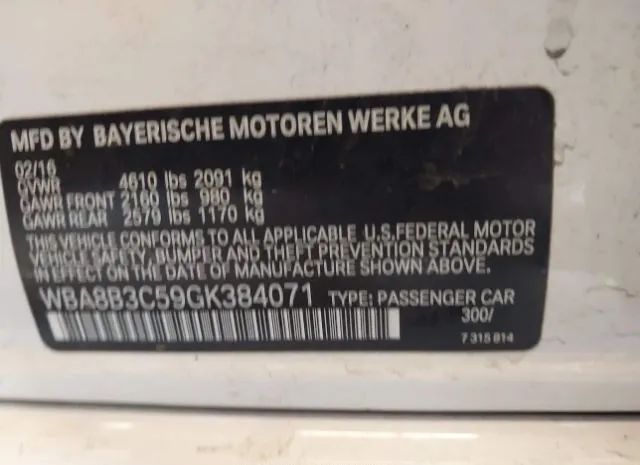 MFD BY BAYERISCHE MOTOREN WERKE AG
02/16
GVWR 4610 lbs 2091 kg
GAWR FRONT 2160 lbs 980 kg
GAWR REAR 2579 lbs 1170 kg
THIS VEHICLE CONFORMS TO ALL APPLICABLE U.S.FEDERAL MOTOR
VEHICLE SAFETY, BUMPER, AND THEFT PREVENTION STANDARDS
IN EFFECT ON THE DATE OF MANUFACTURE SHOWN ABOVE.
WBA8B3C59GK384071 TYPE: PASSENGER CAR
300/
7 315 814